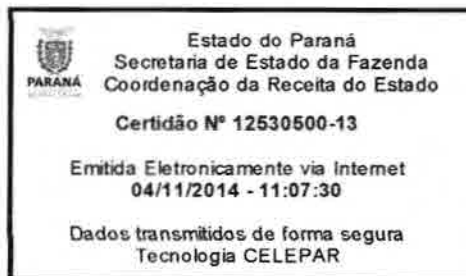 Estado do Paraná
Secretaria de Estado da Fazenda
PARANÁ
Coordenação da Receita do Estado
Certidão Nº 12530500-13
Emitida Eletronicamente via Internet
04/11/2014 - 11:07:30
Dados transmitidos de forma segura
Tecnologia CELEPAR